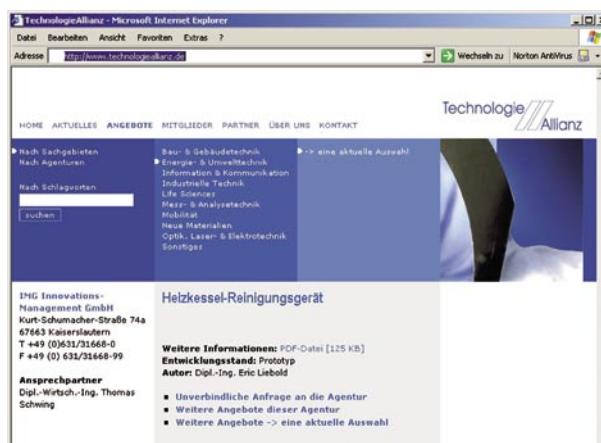 TechnologieAllianz - Microsoft Internet Explorer
Datei Bearbeiten Ansicht Favoriten Extras ?
Adresse http://www.technologieallianz.de Wechseln zu Norton AntiVirus
Technologie
Allianz
HOME AKTUELLES ANGEBOTE MITGLIEDER PARTNER ÜBER UNS KONTAKT
Nach Sachgebieten
Nach Agenturen
Nach Schlagworten
suchen
Bau- & Gebäudetechnik
Energie- & Umwelttechnik
Information & Kommunikation
Industrielle Technik
Life Sciences
Mess- & Analysetechnik
Mobilität
Neue Materialien
Optik, Laser- & Elektrotechnik
Sonstiges
-> eine aktuelle Auswahl
IMG Innovations-
Management GmbH
Kurt-Schumacher-Straße 74a
67663 Kaiserslautern
T +49 (0)631/31668-0
F +49 (0) 631/31668-99
Ansprechpartner
Dipl.-Wirtsch.-Ing. Thomas
Schwing
Heizkessel-Reinigungsgerät
Weitere Informationen: PDF-Datei [125 KB]
Entwicklungsstand: Prototyp
Autor: Dipl.-Ing. Eric Liebold
Unverbindliche Anfrage an die Agentur
Weitere Angebote dieser Agentur
Weitere Angebote -> eine aktuelle Auswahl